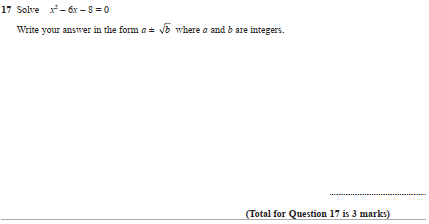 17 Solve x² – 6x – 8 = 0
Write your answer in the form a ± √b where a and b are integers.
(Total for Question 17 is 3 marks)